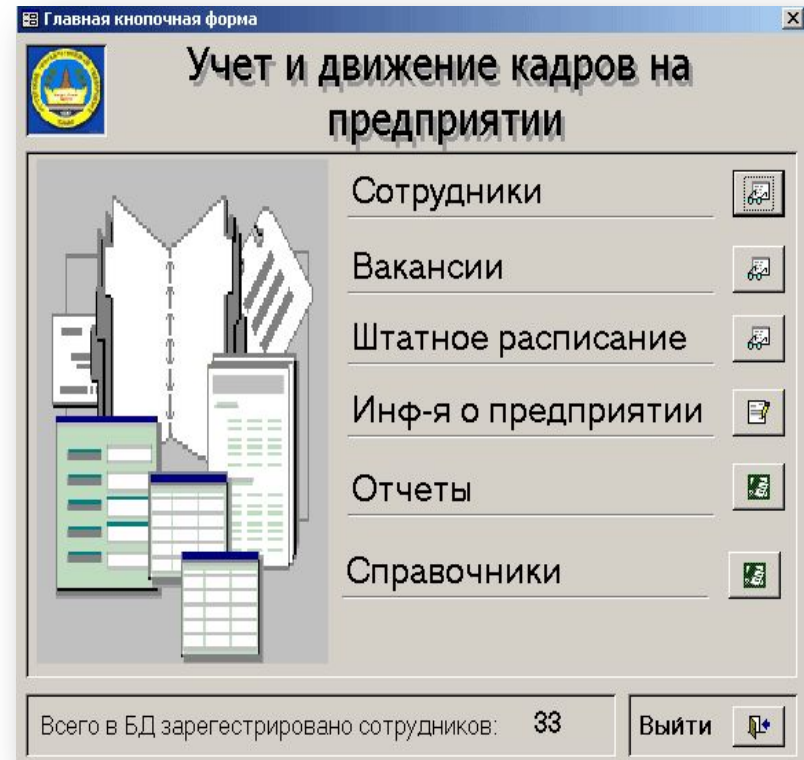 Главная кнопочная форма
Учет и движение кадров на
предприятии
Сотрудники
Вакансии
Штатное расписание
Инф-я о предприятии
Отчеты
Справочники
Всего в БД зарегестрировано сотрудников: 33
Выйти